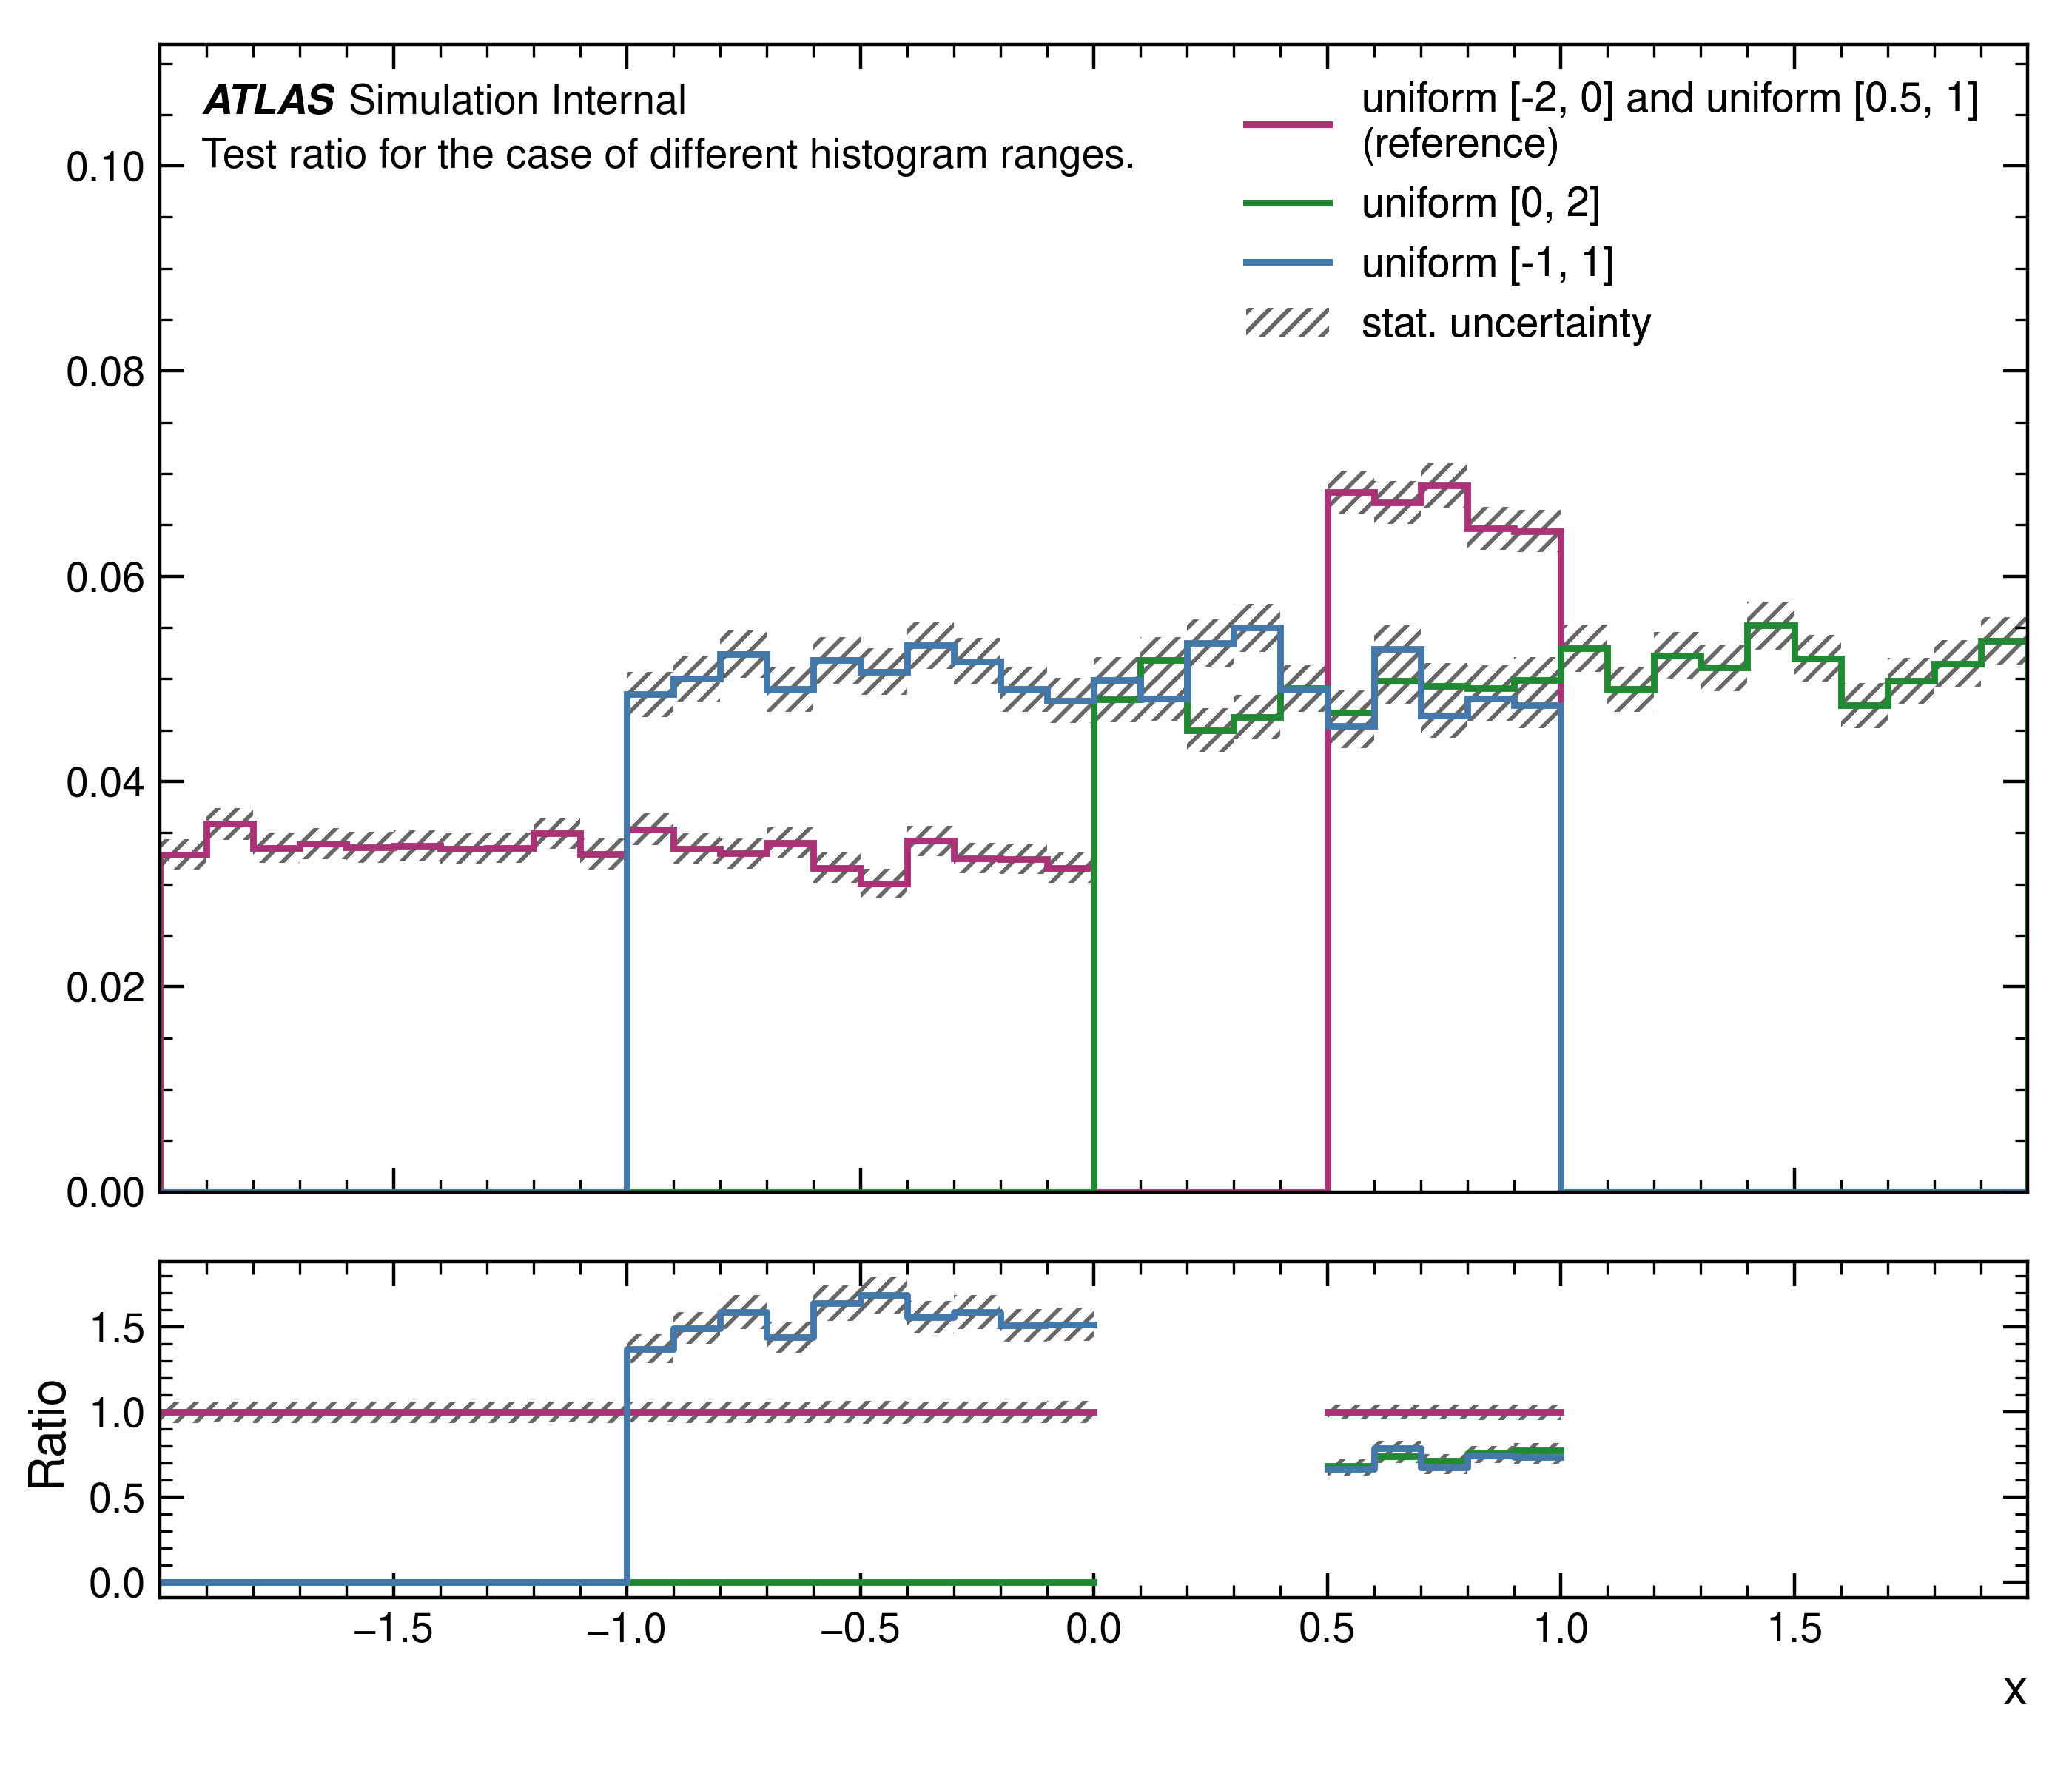 ATLAS Simulation Internal
Test ratio for the case of different histogram ranges.
uniform [-2, 0] and uniform [0.5, 1]
(reference)
uniform [0, 2]
uniform [-1, 1]
stat. uncertainty
0.10
0.08
0.06
0.04
0.02
0.00
Ratio
1.5
1.0
0.5
0.0
−1.5 −1.0 −0.5 0.0 0.5 1.0 1.5
x